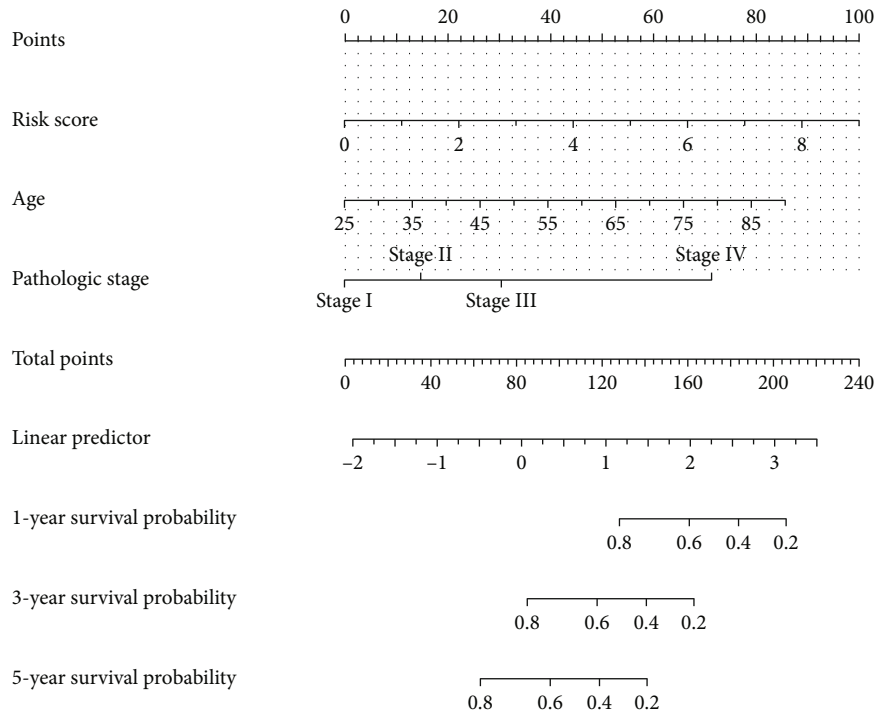 0 20 40 60 80 100
Points
Risk score
0 2 4 6 8
Age
25 35 45 55 65 75 85
Stage II Stage IV
Pathologic stage
Stage I Stage III
Total points
0 40 80 120 160 200 240
Linear predictor
–2 –1 0 1 2 3
1-year survival probability
0.8 0.6 0.4 0.2
3-year survival probability
0.8 0.6 0.4 0.2
5-year survival probability
0.8 0.6 0.4 0.2